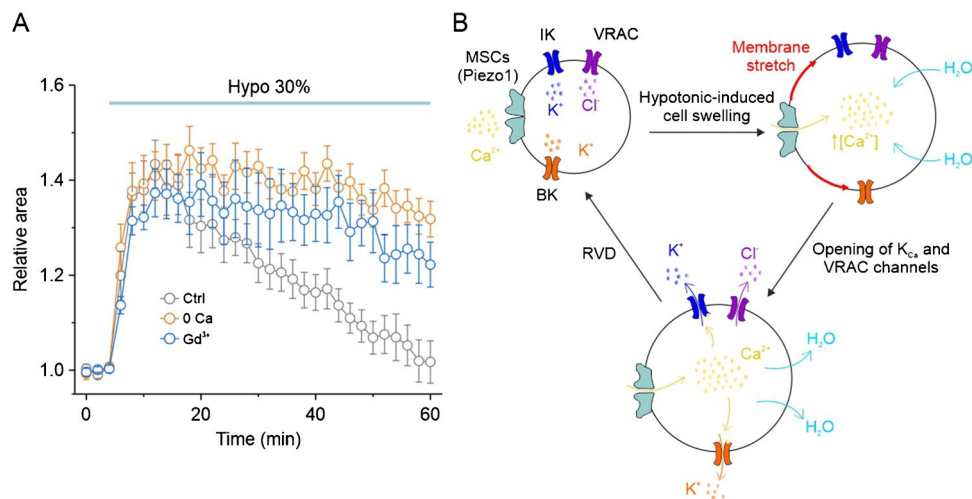 A
Hypo 30%
1.6
1.4
1.2
1.0
Relative area
Ctrl
0 Ca
Gd³⁺
0
20
40
60
Time (min)
B
IK
VRAC
MSCs
(Piezo1)
K⁺
Cl⁻
Ca²⁺
K⁺
BK
Hypotonic-induced
cell swelling
Membrane
stretch
H₂O
↑[Ca²⁺]
H₂O
RVD
Opening of K_Ca and
VRAC channels
K⁺
Cl⁻
Ca²⁺
H₂O
H₂O
K⁺